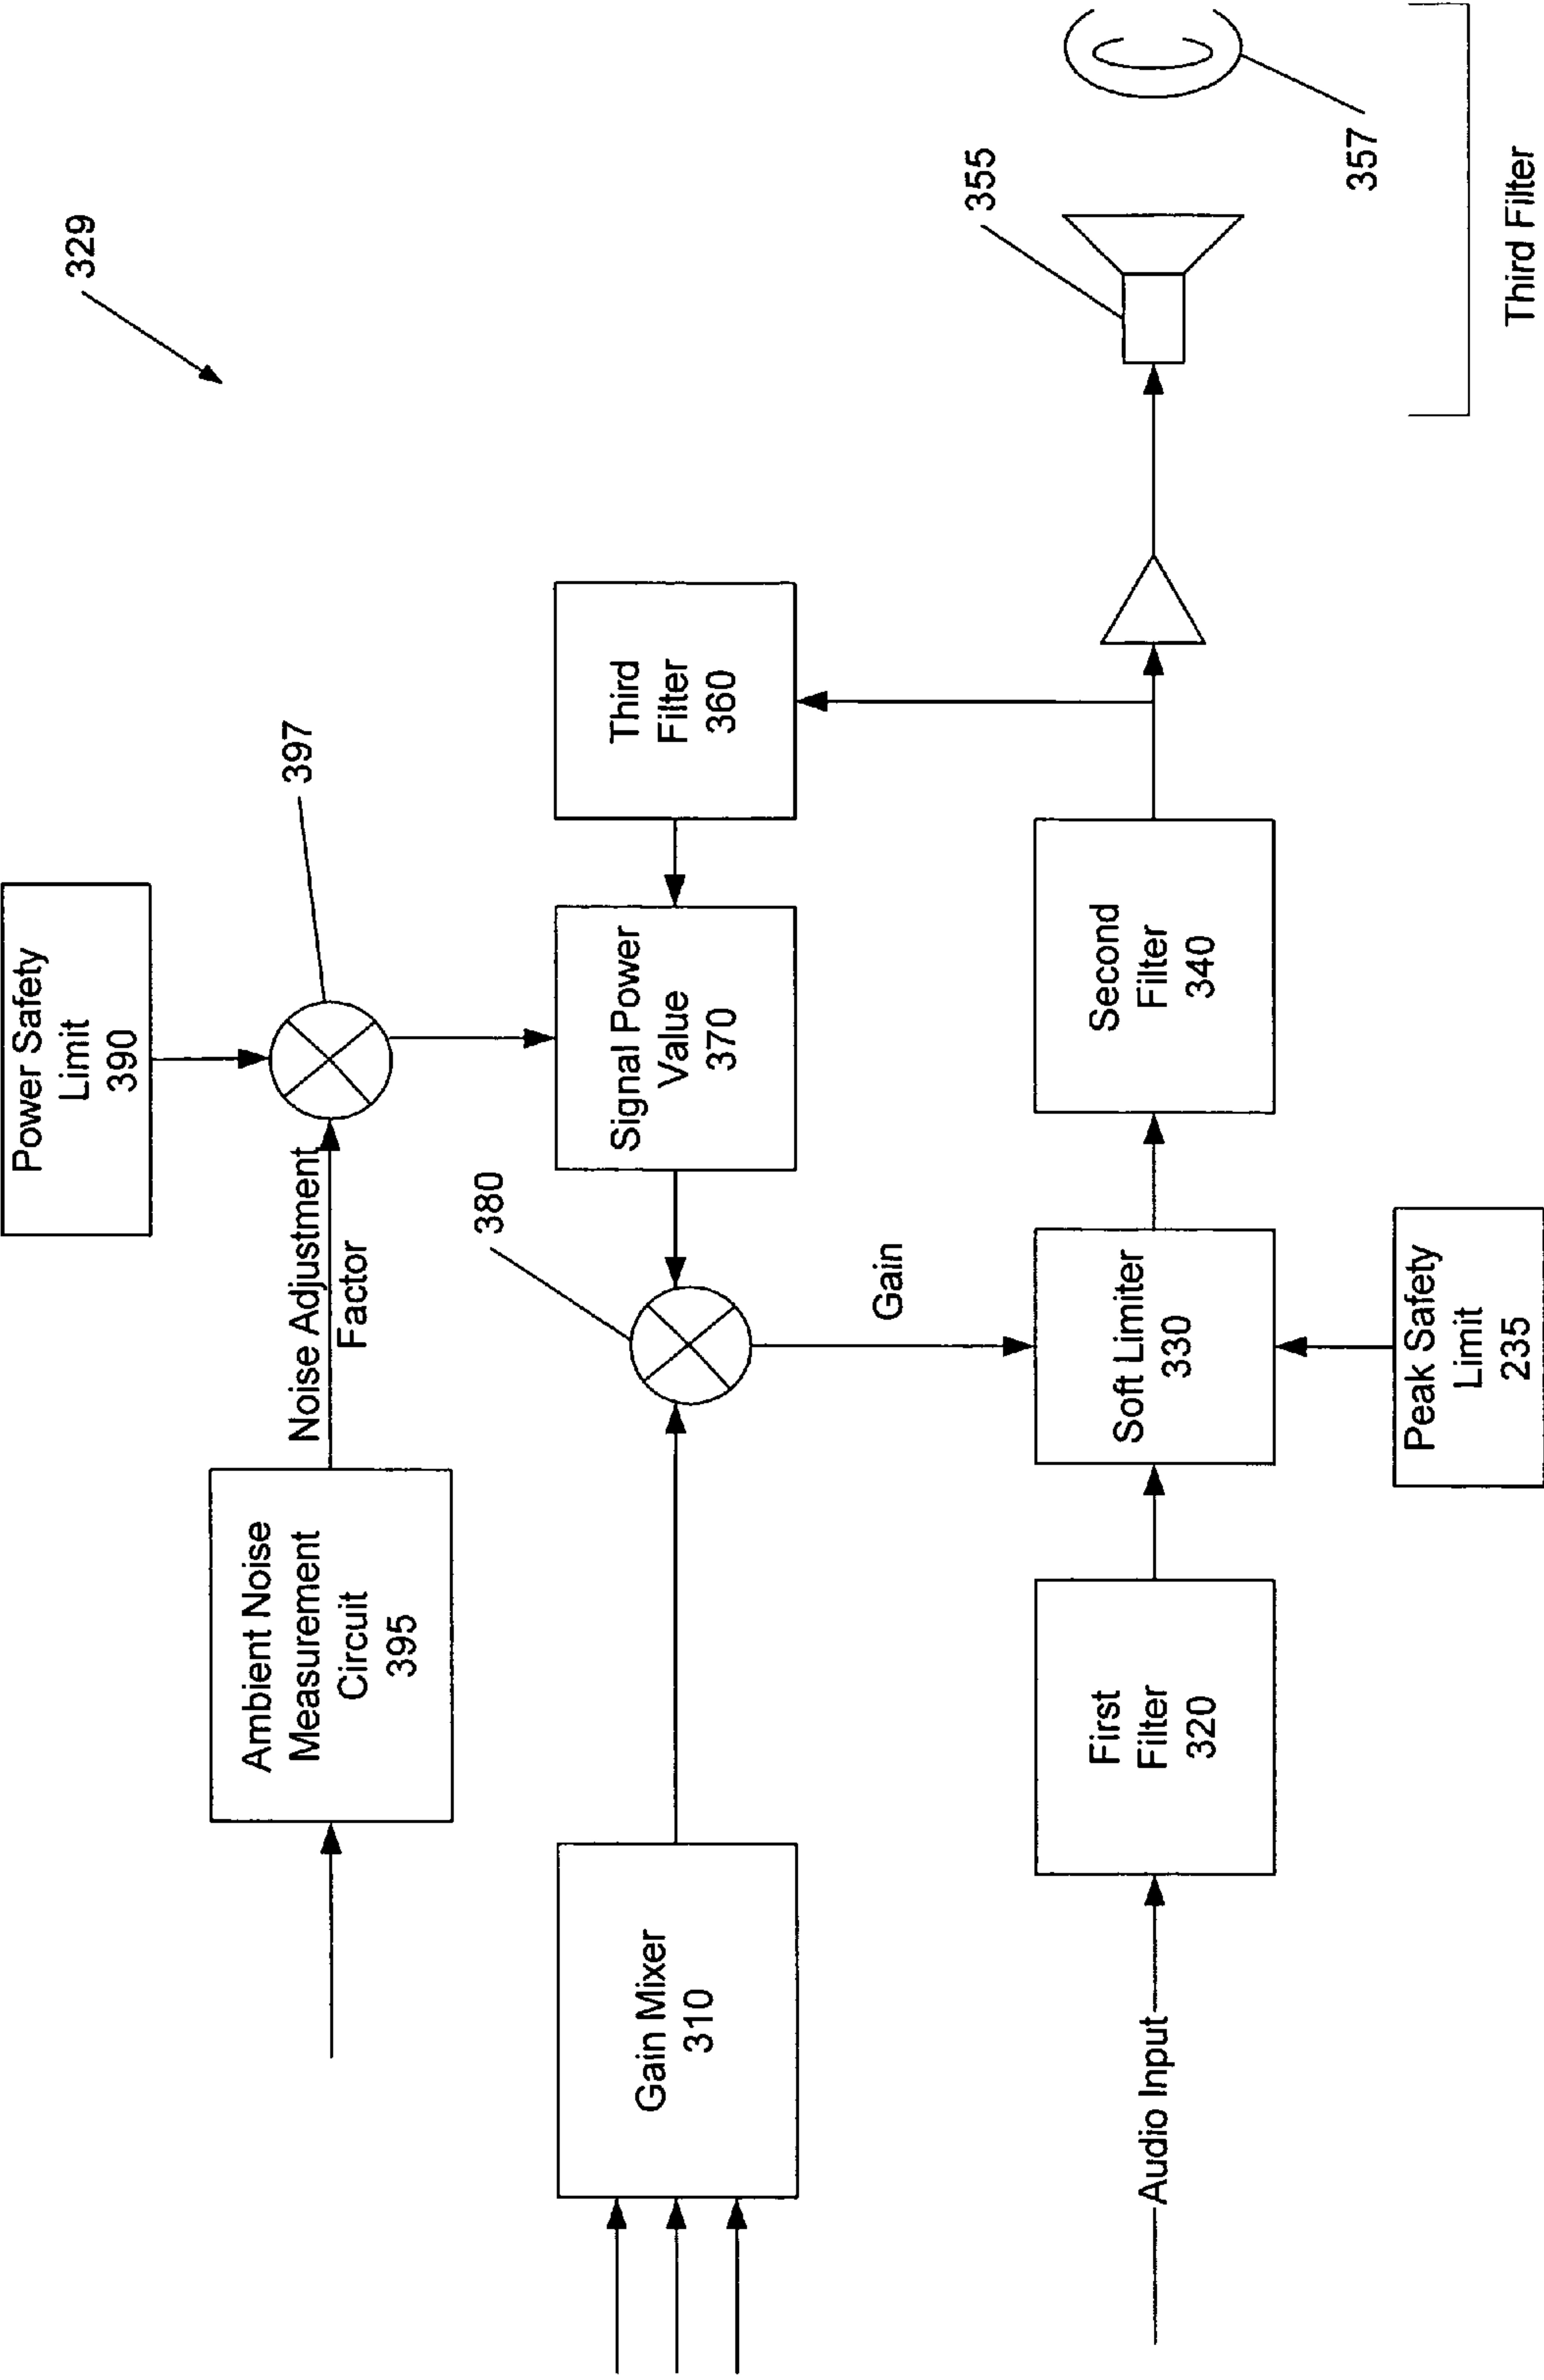 329
Power Safety
Limit
390
397
Noise Adjustment
Factor
Ambient Noise
Measurement
Circuit
395
Third
Filter
360
Signal Power
Value
370
380
Gain Mixer
310
Gain
355
357
Second
Filter
340
Soft Limiter
330
First
Filter
320
Audio Input
Peak Safety
Limit
235
Third Filter